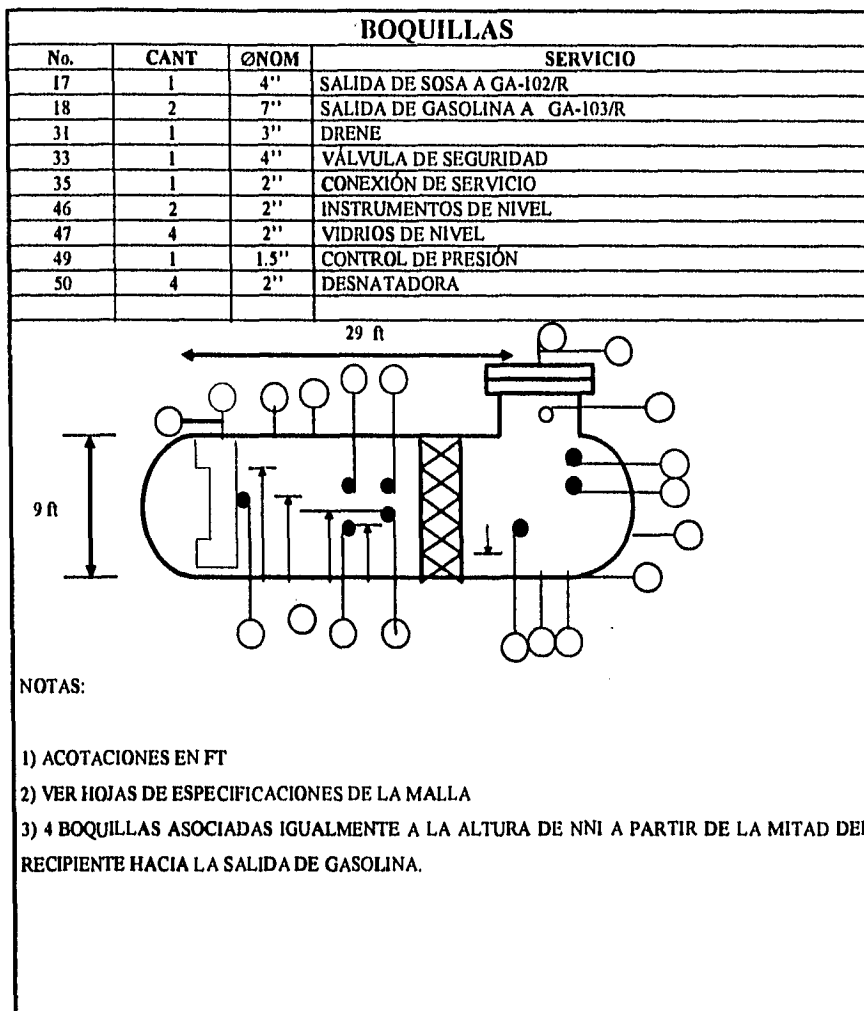 BOQUILLAS
No. CANT ØNOM SERVICIO
17 1 4'' SALIDA DE SOSA A GA-102/R
18 2 7'' SALIDA DE GASOLINA A GA-103/R
31 1 3'' DRENE
33 1 4'' VÁLVULA DE SEGURIDAD
35 1 2'' CONEXIÓN DE SERVICIO
46 2 2'' INSTRUMENTOS DE NIVEL
47 4 2'' VIDRIOS DE NIVEL
49 1 1.5'' CONTROL DE PRESIÓN
50 4 2'' DESNATADORA
29 ft
9 ft
NOTAS:
1) ACOTACIONES EN FT
2) VER HOJAS DE ESPECIFICACIONES DE LA MALLA
3) 4 BOQUILLAS ASOCIADAS IGUALMENTE A LA ALTURA DE NNI A PARTIR DE LA MITAD DEL
RECIPIENTE HACIA LA SALIDA DE GASOLINA.